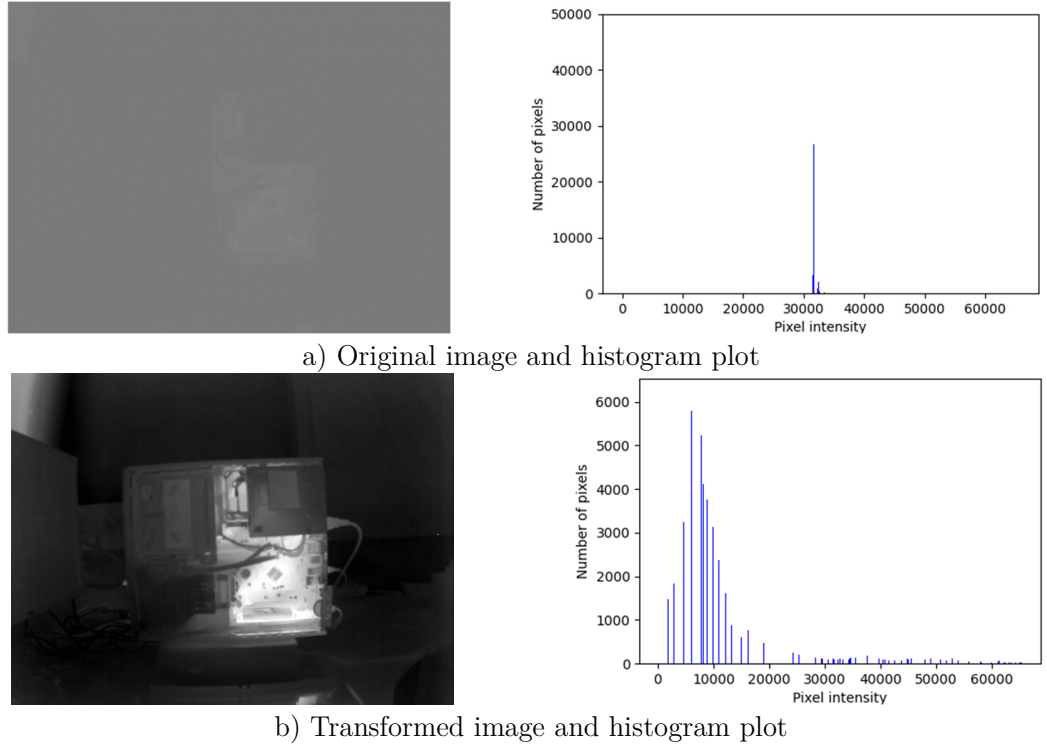 50000
40000
30000
20000
10000
0
Number of pixels
0 10000 20000 30000 40000 50000 60000
Pixel intensity
a) Original image and histogram plot
6000
5000
4000
3000
2000
1000
0
Number of pixels
0 10000 20000 30000 40000 50000 60000
Pixel intensity
b) Transformed image and histogram plot